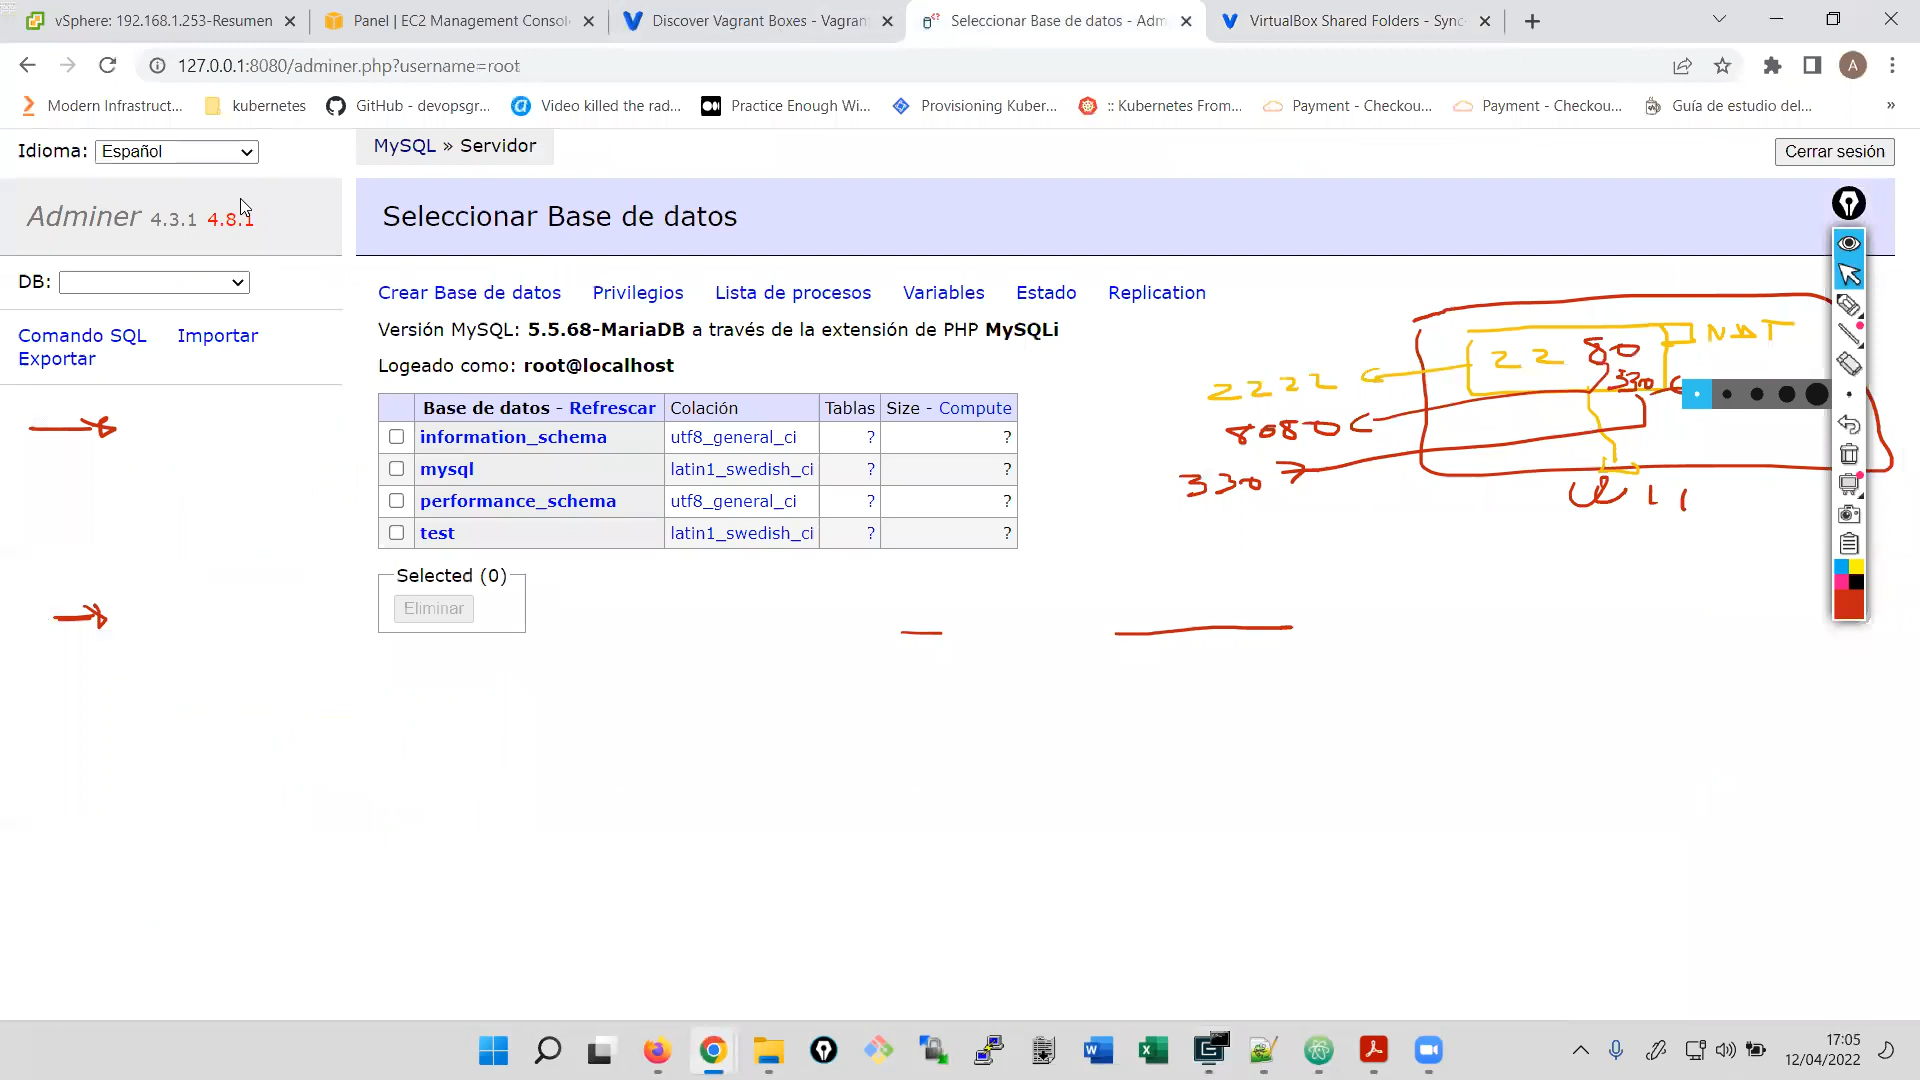 vSphere: 192.168.1.253-Resumen
Panel | EC2 Management Consol
Discover Vagrant Boxes - Vagran
Seleccionar Base de datos - Adm
VirtualBox Shared Folders - Sync
127.0.0.1:8080/adminer.php?username=root
A
Modern Infrastruct...
kubernetes
GitHub - devopsgr...
Video killed the rad...
Practice Enough Wi...
Provisioning Kuber...
:: Kubernetes From...
Payment - Checkou...
Payment - Checkou...
Guía de estudio del...
»
Idioma: Español
MySQL » Servidor
Cerrar sesión
Adminer 4.3.1 4.8.1
Seleccionar Base de datos
DB:
Crear Base de datos Privilegios Lista de procesos Variables Estado Replication
Comando SQL Importar
Exportar
Versión MySQL: 5.5.68-MariaDB a través de la extensión de PHP MySQLi
Logeado como: root@localhost
Base de datos - Refrescar Colación Tablas Size - Compute
information_schema utf8_general_ci ? ?
mysql latin1_swedish_ci ? ?
performance_schema utf8_general_ci ? ?
test latin1_swedish_ci ? ?
Selected (0)
Eliminar
NAT
22 80
330
2222
8080
330
17:05
12/04/2022